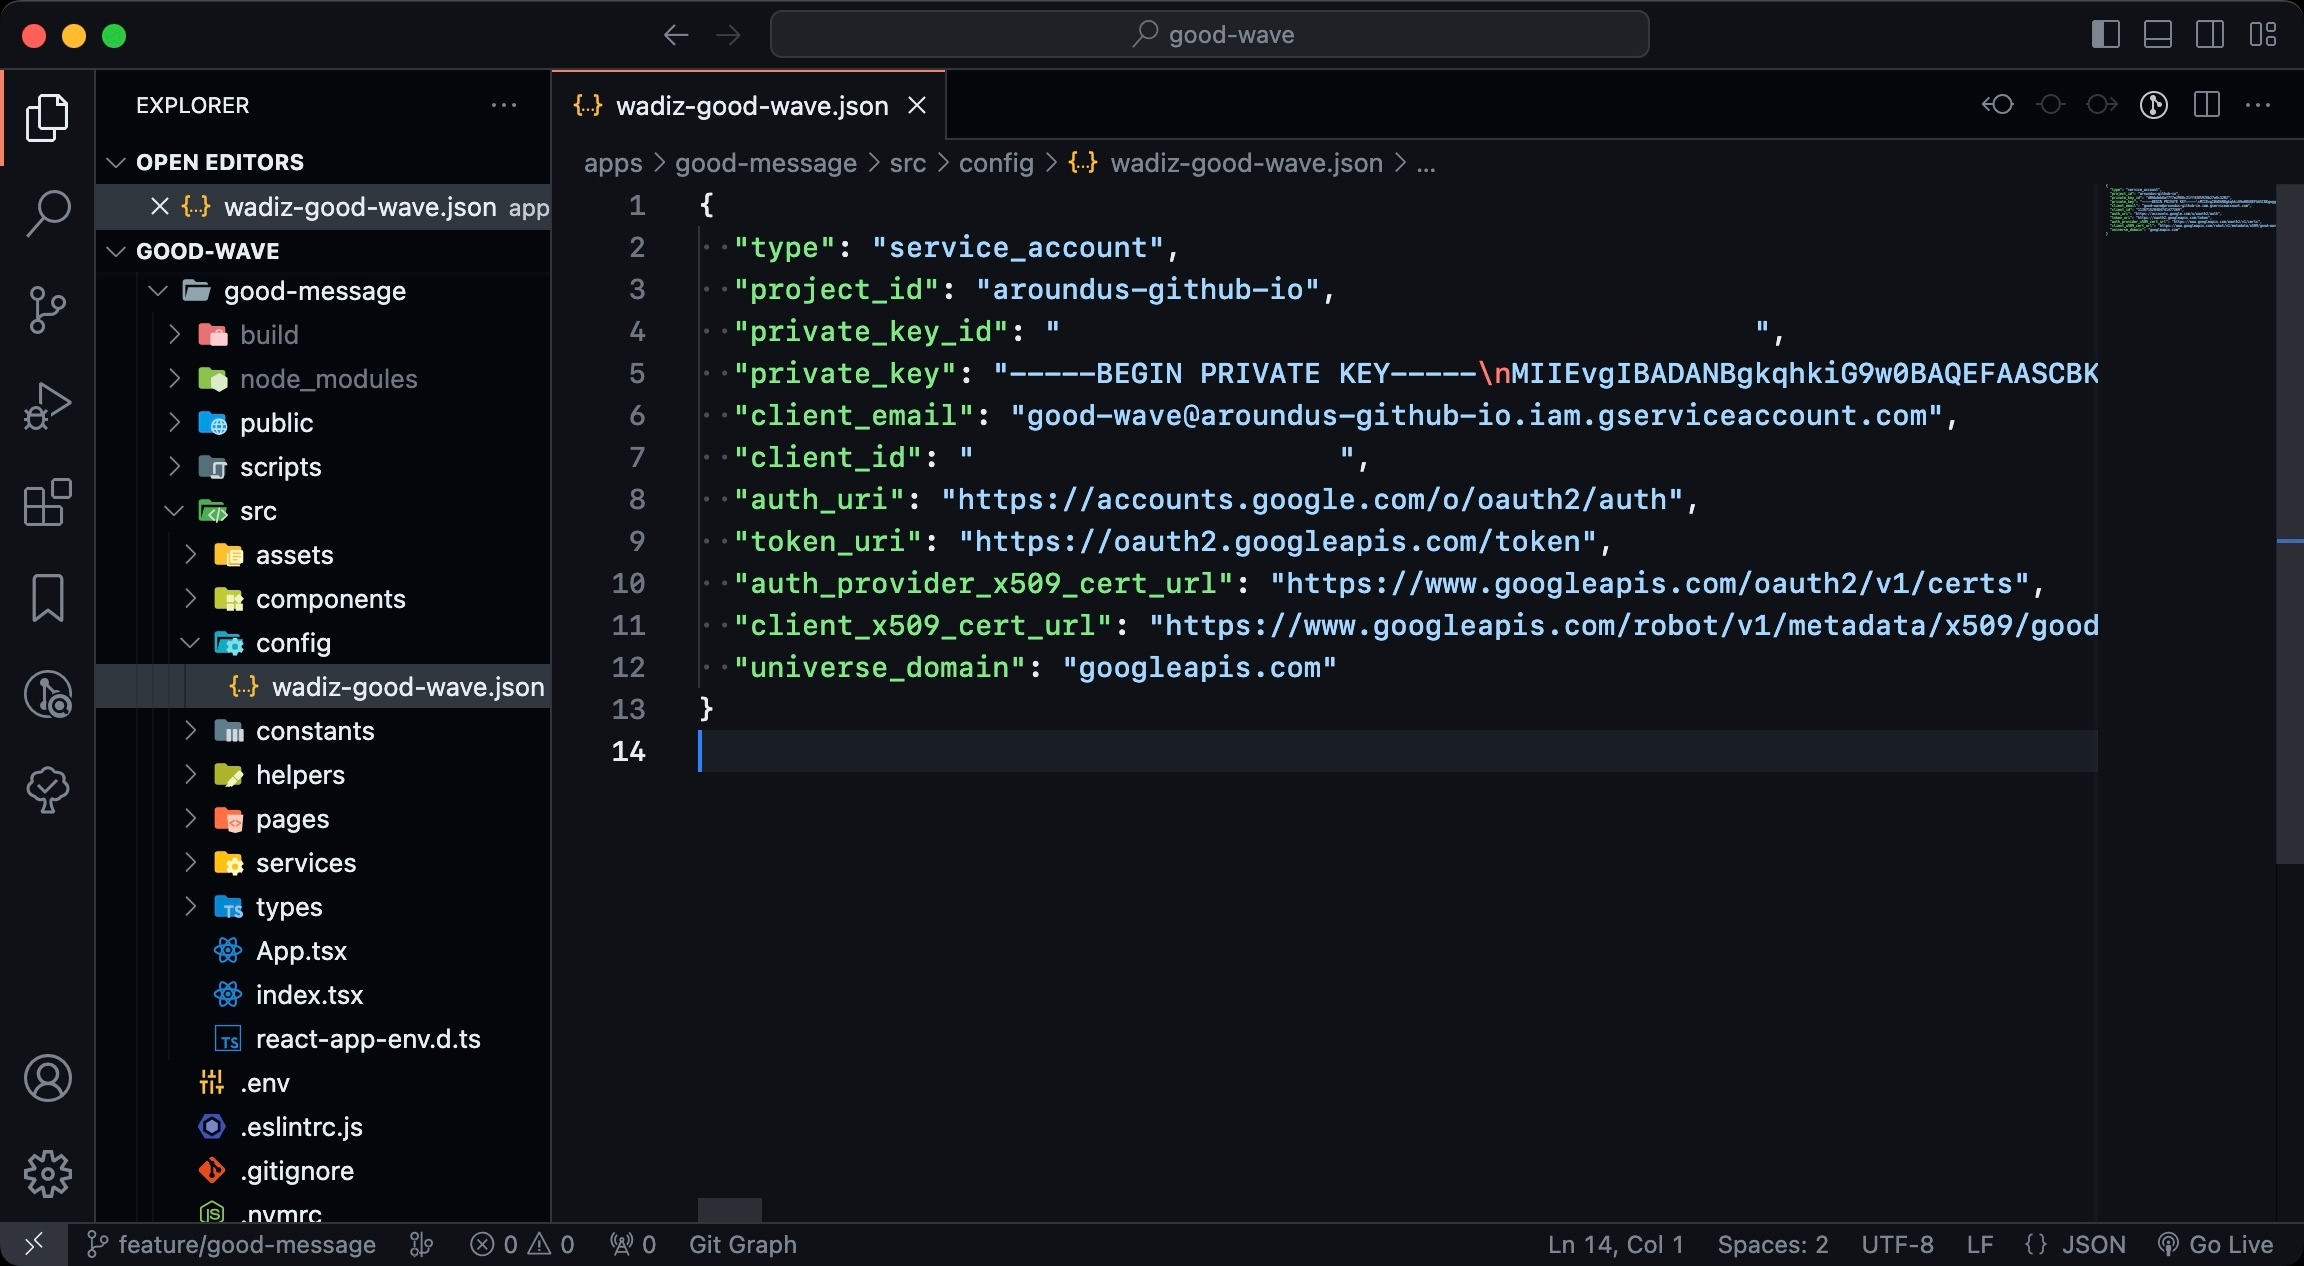 good-wave
EXPLORER
wadiz-good-wave.json
OPEN EDITORS
wadiz-good-wave.json app
GOOD-WAVE
good-message
build
node_modules
public
scripts
src
assets
components
config
wadiz-good-wave.json
constants
helpers
pages
services
types
App.tsx
index.tsx
react-app-env.d.ts
.env
.eslintrc.js
.gitignore
.nvmrc
apps > good-message > src > config > {..} wadiz-good-wave.json > ...
1 {
2 "type": "service_account",
3 "project_id": "aroundus-github-io",
4 "private_key_id": " ",
5 "private_key": "-----BEGIN PRIVATE KEY-----\nMIIEvgIBADANBgkqhkiG9w0BAQEFAASCBK
6 "client_email": "good-wave@aroundus-github-io.iam.gserviceaccount.com",
7 "client_id": " ",
8 "auth_uri": "https://accounts.google.com/o/oauth2/auth",
9 "token_uri": "https://oauth2.googleapis.com/token",
10 "auth_provider_x509_cert_url": "https://www.googleapis.com/oauth2/v1/certs",
11 "client_x509_cert_url": "https://www.googleapis.com/robot/v1/metadata/x509/good
12 "universe_domain": "googleapis.com"
13 }
14
feature/good-message 0 0 0 Git Graph Ln 14, Col 1 Spaces: 2 UTF-8 LF {} JSON Go Live